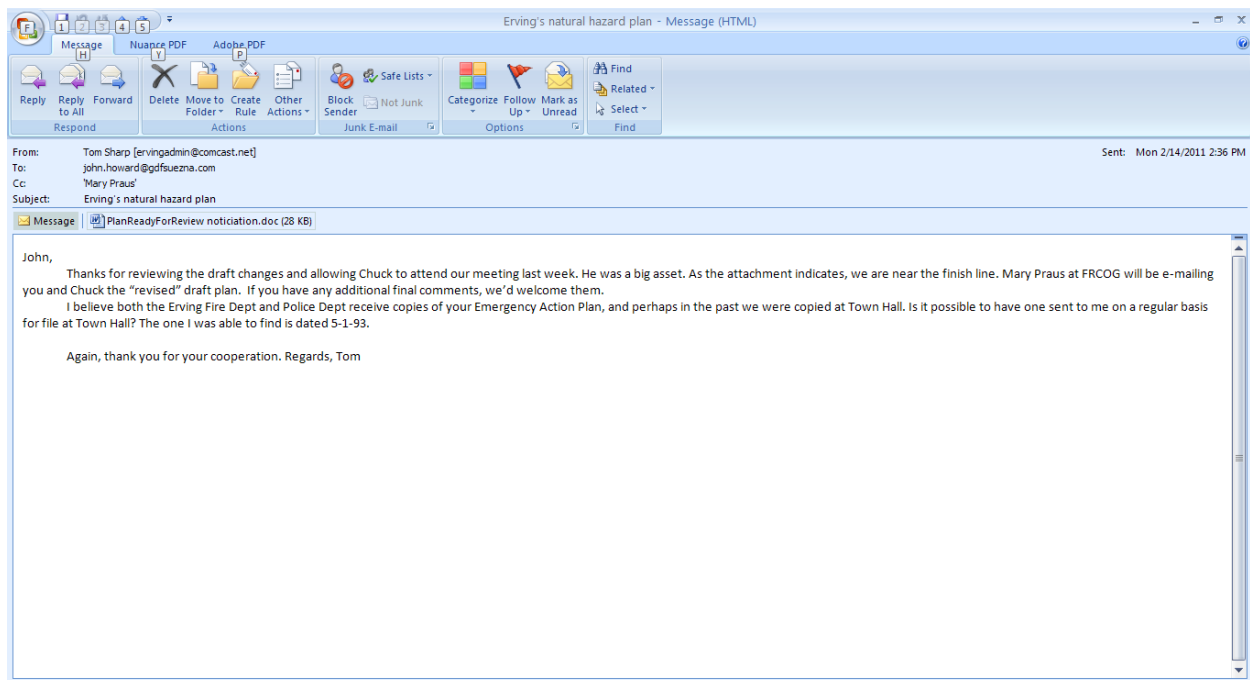 Erving's natural hazard plan - Message (HTML)
F 1 2 3 4 5
Message Nuance PDF Adobe PDF
H Y P
Reply Reply to All Forward
Respond
Delete Move to Folder Create Rule Other Actions
Actions
Block Sender Safe Lists Not Junk
Junk E-mail
Categorize Follow Up Mark as Unread
Options
Find
Related
Select
Find
From: Tom Sharp [ervingadmin@comcast.net] Sent: Mon 2/14/2011 2:36 PM
To: john.howard@gdfsuezna.com
Cc: 'Mary Praus'
Subject: Erving's natural hazard plan
Message PlanReadyForReview noticiation.doc (28 KB)
John,
Thanks for reviewing the draft changes and allowing Chuck to attend our meeting last week. He was a big asset. As the attachment indicates, we are near the finish line. Mary Praus at FRCOG will be e-mailing
you and Chuck the “revised” draft plan. If you have any additional final comments, we’d welcome them.
I believe both the Erving Fire Dept and Police Dept receive copies of your Emergency Action Plan, and perhaps in the past we were copied at Town Hall. Is it possible to have one sent to me on a regular basis
for file at Town Hall? The one I was able to find is dated 5-1-93.
Again, thank you for your cooperation. Regards, Tom